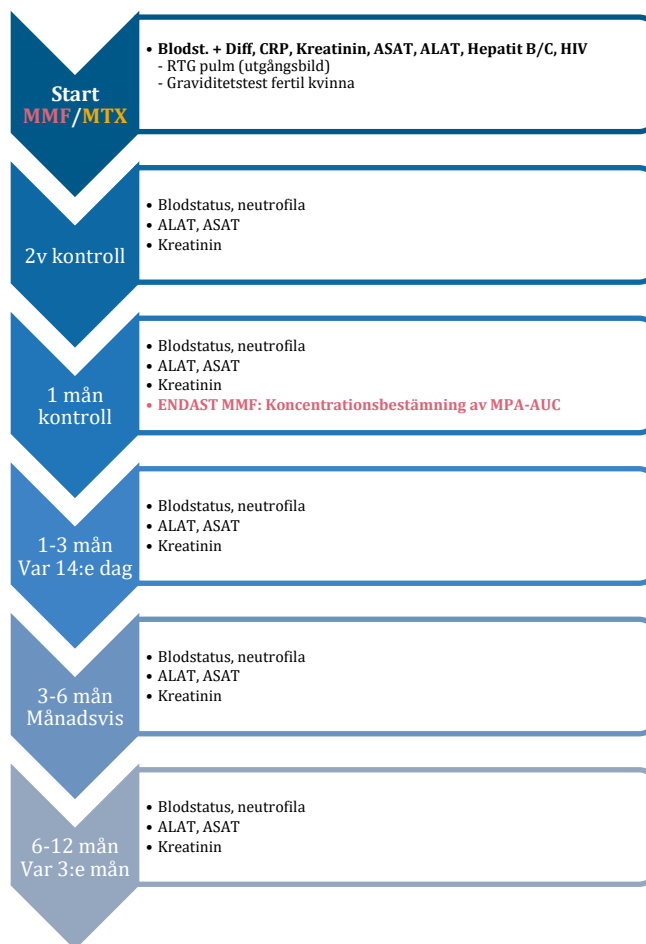 Start
MMF/MTX
• Blodst. + Diff, CRP, Kreatinin, ASAT, ALAT, Hepatit B/C, HIV
- RTG pulm (utgångsbild)
- Graviditetstest fertil kvinna
2v kontroll
• Blodstatus, neutrofila
• ALAT, ASAT
• Kreatinin
1 mån
kontroll
• Blodstatus, neutrofila
• ALAT, ASAT
• Kreatinin
• ENDAST MMF: Koncentrationsbestämning av MPA-AUC
1-3 mån
Var 14:e dag
• Blodstatus, neutrofila
• ALAT, ASAT
• Kreatinin
3-6 mån
Månadsvis
• Blodstatus, neutrofila
• ALAT, ASAT
• Kreatinin
6-12 mån
Var 3:e mån
• Blodstatus, neutrofila
• ALAT, ASAT
• Kreatinin